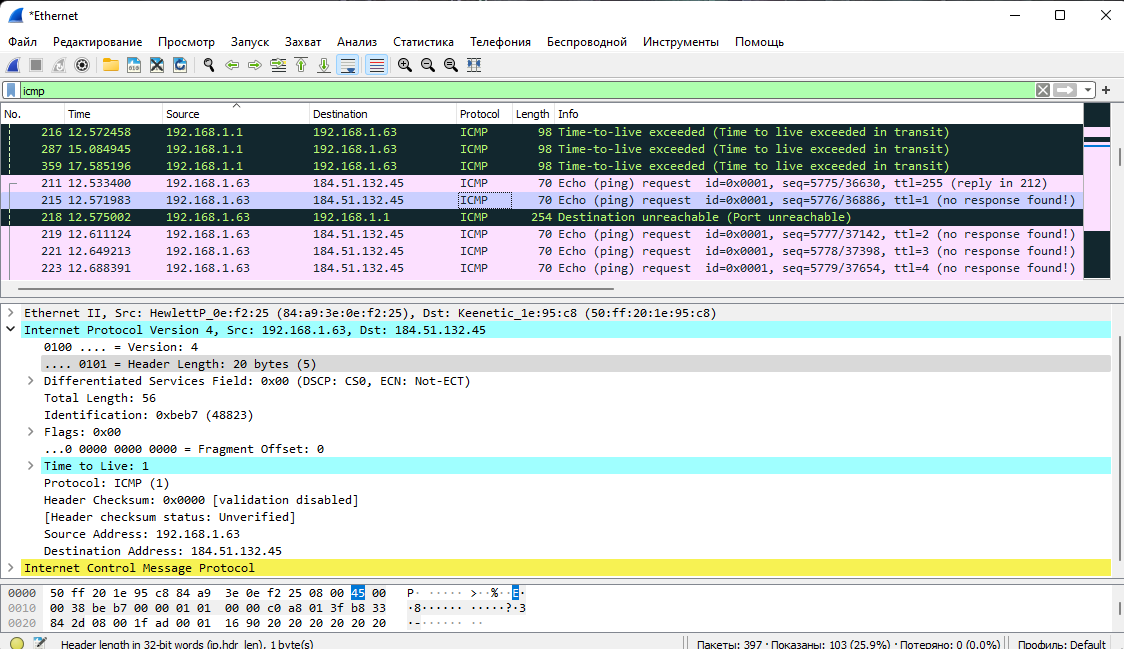 *Ethernet
Файл Редактирование Просмотр Запуск Захват Анализ Статистика Телефония Беспроводной Инструменты Помощь
icmp
No. Time Source Destination Protocol Length Info
216 12.572458 192.168.1.1 192.168.1.63 ICMP 98 Time-to-live exceeded (Time to live exceeded in transit)
287 15.084945 192.168.1.1 192.168.1.63 ICMP 98 Time-to-live exceeded (Time to live exceeded in transit)
359 17.585196 192.168.1.1 192.168.1.63 ICMP 98 Time-to-live exceeded (Time to live exceeded in transit)
211 12.533400 192.168.1.63 184.51.132.45 ICMP 70 Echo (ping) request id=0x0001, seq=5775/36630, ttl=255 (reply in 212)
215 12.571983 192.168.1.63 184.51.132.45 ICMP 70 Echo (ping) request id=0x0001, seq=5776/36886, ttl=1 (no response found!)
218 12.575002 192.168.1.63 192.168.1.1 ICMP 254 Destination unreachable (Port unreachable)
219 12.611124 192.168.1.63 184.51.132.45 ICMP 70 Echo (ping) request id=0x0001, seq=5777/37142, ttl=2 (no response found!)
221 12.649213 192.168.1.63 184.51.132.45 ICMP 70 Echo (ping) request id=0x0001, seq=5778/37398, ttl=3 (no response found!)
223 12.688391 192.168.1.63 184.51.132.45 ICMP 70 Echo (ping) request id=0x0001, seq=5779/37654, ttl=4 (no response found!)
Ethernet II, Src: HewlettP_0e:f2:25 (84:a9:3e:0e:f2:25), Dst: Keenetic_1e:95:c8 (50:ff:20:1e:95:c8)
Internet Protocol Version 4, Src: 192.168.1.63, Dst: 184.51.132.45
0100 .... = Version: 4
.... 0101 = Header Length: 20 bytes (5)
Differentiated Services Field: 0x00 (DSCP: CS0, ECN: Not-ECT)
Total Length: 56
Identification: 0xbeb7 (48823)
Flags: 0x00
...0 0000 0000 0000 = Fragment Offset: 0
Time to Live: 1
Protocol: ICMP (1)
Header Checksum: 0x0000 [validation disabled]
[Header checksum status: Unverified]
Source Address: 192.168.1.63
Destination Address: 184.51.132.45
Internet Control Message Protocol
0000 50 ff 20 1e 95 c8 84 a9 3e 0e f2 25 08 00 45 00 P· ····· >··%··E·
0010 00 38 be b7 00 00 01 01 00 00 c0 a8 01 3f b8 33 ·8······ ·····?·3
0020 84 2d 08 00 1f ad 00 01 16 90 20 20 20 20 20 20 ·-······ ··
Header length in 32-bit words (ip.hdr_len), 1 byte(s) Пакеты: 397 · Показаны: 103 (25.9%) · Потеряно: 0 (0.0%) Профиль: Default